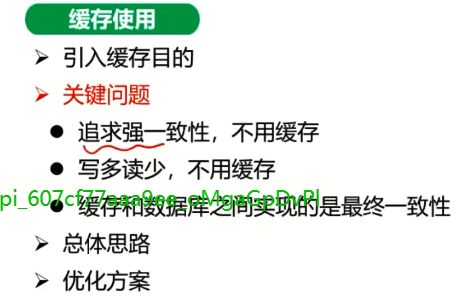 缓存使用
引入缓存目的
关键问题
追求强一致性，不用缓存
写多读少，不用缓存
缓存和数据库之间实现的是最终一致性
总体思路
优化方案